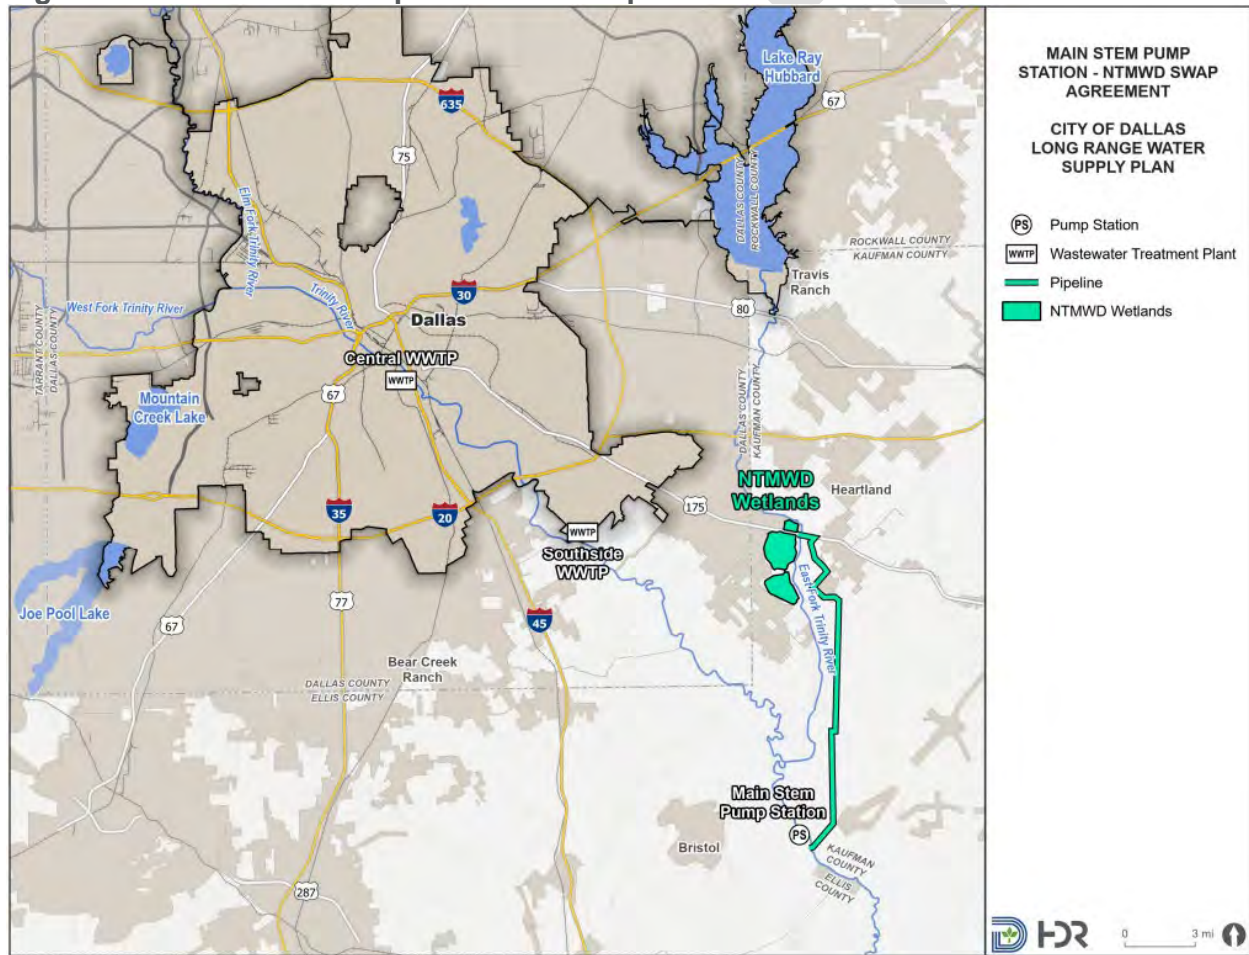 Lake Ray
Hubbard
67
635
75
DALLAS COUNTY
ROCKWALL COUNTY
Elm Fork Trinity River
ROCKWALL COUNTY
KAUFMAN COUNTY
Travis
Ranch
West Fork Trinity River
Trinity River
30
80
Dallas
TARRANT COUNTY
DALLAS COUNTY
Central WWTP
WWTP
67
Mountain
Creek Lake
DALLAS COUNTY
KAUFMAN COUNTY
NTMWD
Wetlands
Heartland
175
35
20
WWTP
Southside
WWTP
East Fork Trinity River
Joe Pool Lake
77
67
45
Bear Creek
Ranch
DALLAS COUNTY
ELLIS COUNTY
Main Stem
Pump Station
PS
Bristol
KAUFMAN
COUNTY
ELLIS
COUNTY
287
MAIN STEM PUMP
STATION - NTMWD SWAP
AGREEMENT
CITY OF DALLAS
LONG RANGE WATER
SUPPLY PLAN
PS Pump Station
WWTP Wastewater Treatment Plant
Pipeline
NTMWD Wetlands
HDR
0 3 mi